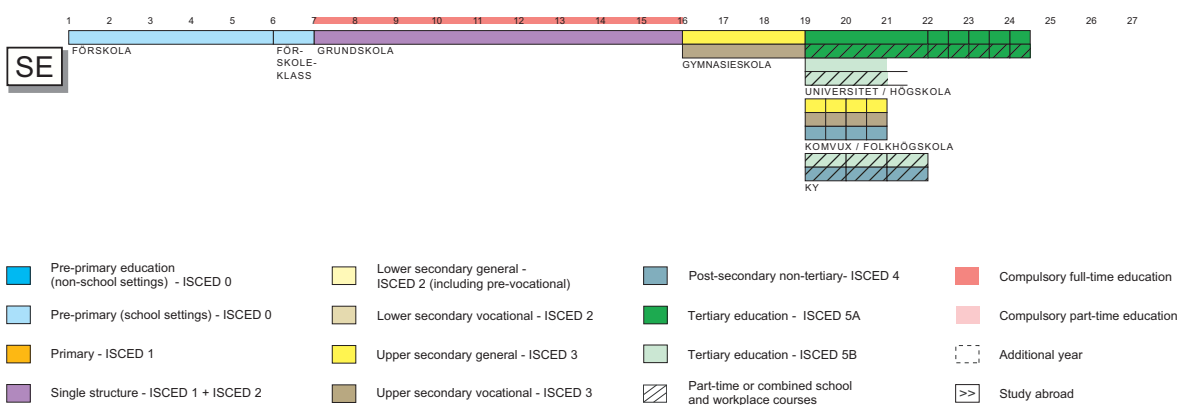 1 2 3 4 5 6 7 8 9 10 11 12 13 14 15 16 17 18 19 20 21 22 23 24 25 26 27
SE
FÖRSKOLA
FÖR-
SKOLE-
KLASS
GRUNDSKOLA
GYMNASIESKOLA
UNIVERSITET / HÖGSKOLA
KOMVUX / FOLKHÖGSKOLA
KY
Pre-primary education
(non-school settings) - ISCED 0
Pre-primary (school settings) - ISCED 0
Primary - ISCED 1
Single structure - ISCED 1 + ISCED 2
Lower secondary general -
ISCED 2 (including pre-vocational)
Lower secondary vocational - ISCED 2
Upper secondary general - ISCED 3
Upper secondary vocational - ISCED 3
Post-secondary non-tertiary- ISCED 4
Tertiary education - ISCED 5A
Tertiary education - ISCED 5B
Part-time or combined school
and workplace courses
Compulsory full-time education
Compulsory part-time education
Additional year
>> Study abroad